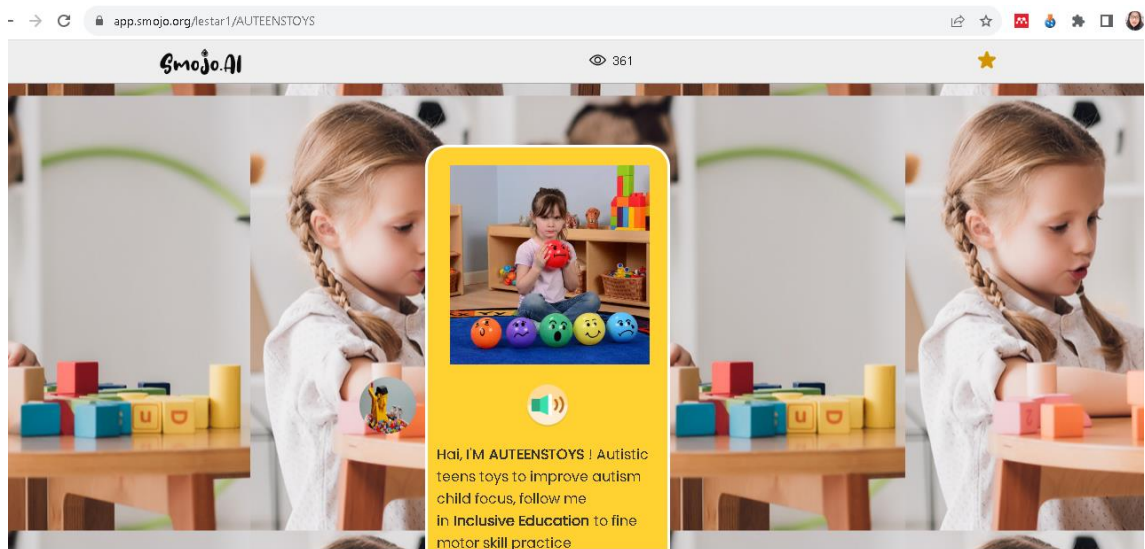 app.smojo.org/lestar1/AUTEENSTOYS
Smojo.AI
361
Hai, I'M AUTEENSTOYS ! Autistic
teens toys to improve autism
child focus, follow me
in Inclusive Education to fine
motor skill practice